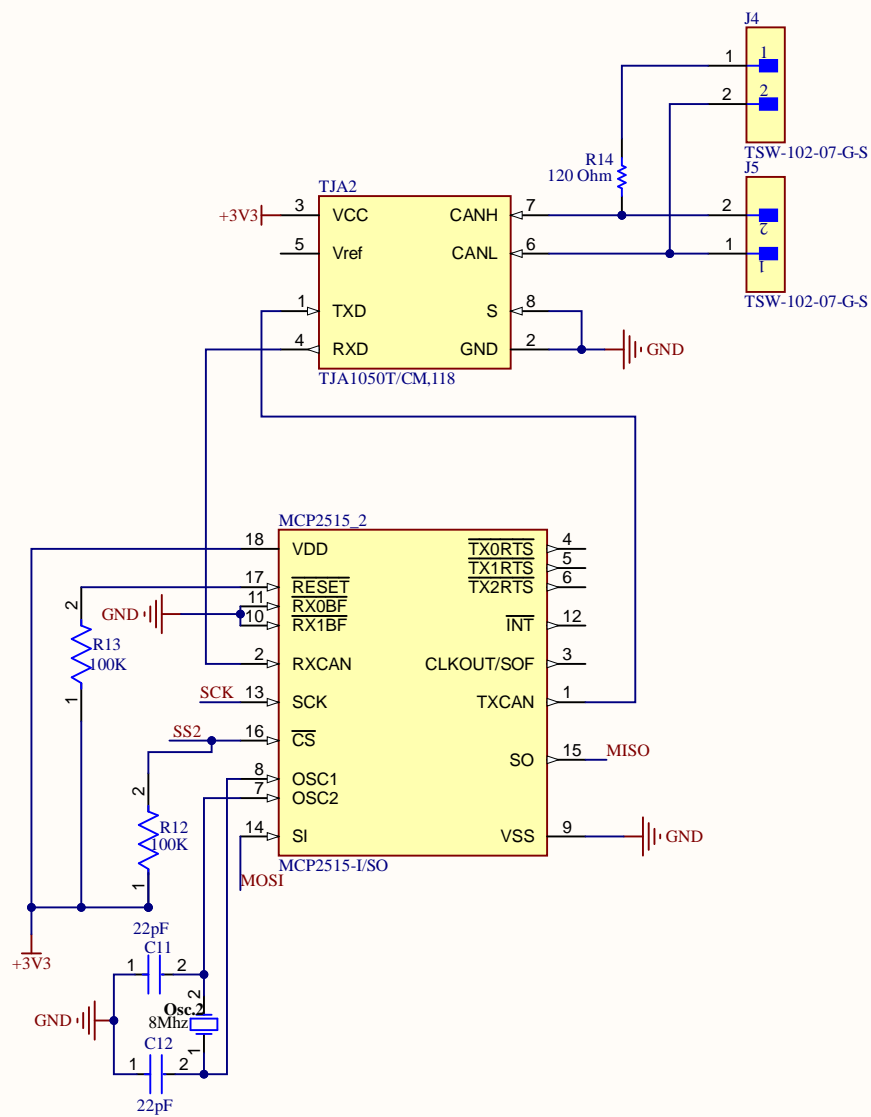 J4
1 1
2 2
TSW-102-07-G-S
R14
120 Ohm
J5
2 2
1 1
TSW-102-07-G-S
TJA2
+3V3 3 VCC CANH 7
5 Vref CANL 6
1 TXD S 8
4 RXD GND 2 GND
TJA1050T/CM,118
MCP2515_2
18 VDD TX0RTS 4
TX1RTS 5
17 RESET TX2RTS 6
11 RX0BF
GND
10 RX1BF INT 12
2
R13
100K
1
2 RXCAN CLKOUT/SOF 3
SCK 13 SCK TXCAN 1
SS2 16 CS
SO 15 MISO
8 OSC1
7 OSC2
2
R12
100K
1
14 SI VSS 9 GND
MOSI
MCP2515-I/SO
+3V3
22pF
C11
1 2
GND
2
Osc.2
8Mhz
1
C12
1 2
22pF